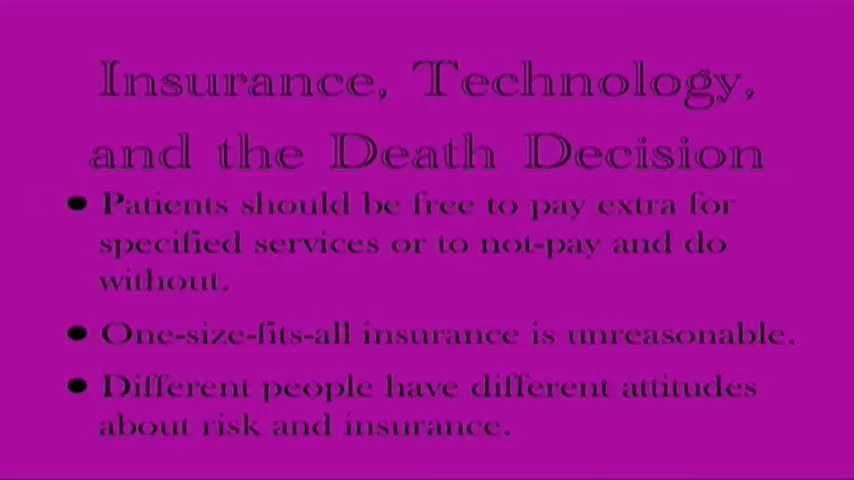 Insurance, Technology,
and the Death Decision
• Patients should be free to pay extra for
specified services or to not-pay and do
without.
• One-size-fits-all insurance is unreasonable.
• Different people have different attitudes
about risk and insurance.